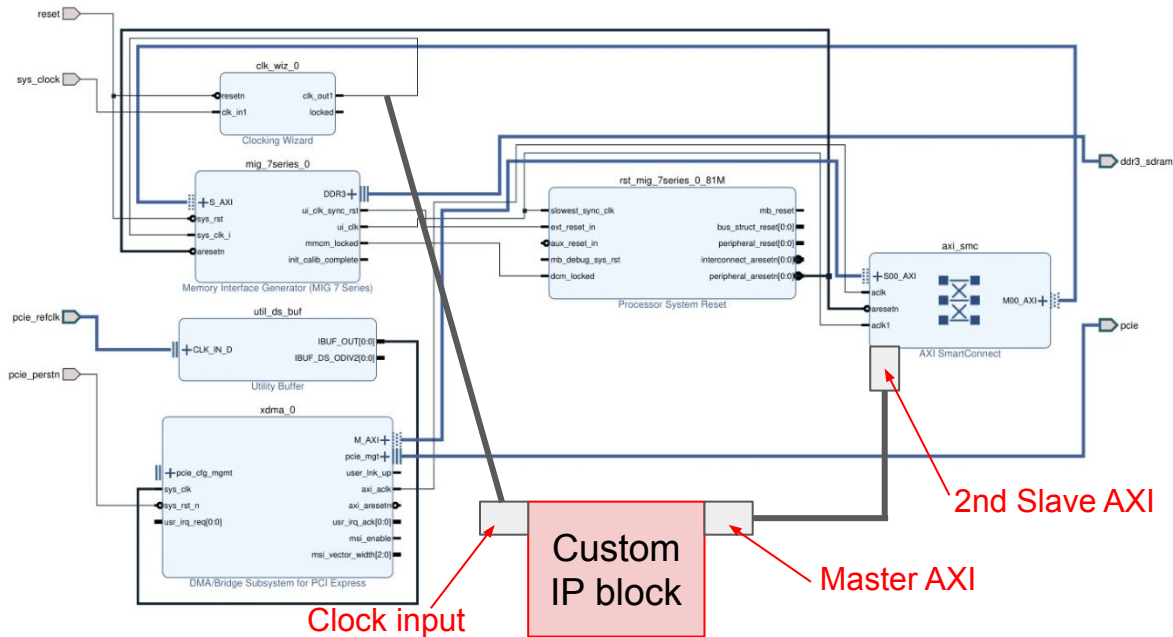 reset
sys_clock
pcie_refclk
pcie_perstn
clk_wiz_0
resetn
clk_in1
clk_out1
locked
Clocking Wizard
mig_7series_0
S_AXI
sys_rst
sys_clk_i
aresetn
DDR3
ui_clk_sync_rst
ui_clk
mmcm_locked
init_calib_complete
Memory Interface Generator (MIG 7 Series)
rst_mig_7series_0_81M
slowest_sync_clk
ext_reset_in
aux_reset_in
mb_debug_sys_rst
dcm_locked
mb_reset
bus_struct_reset[0:0]
peripheral_reset[0:0]
interconnect_aresetn[0:0]
peripheral_aresetn[0:0]
Processor System Reset
axi_smc
S00_AXI
aclk
aresetn
aclk1
M00_AXI
AXI SmartConnect
ddr3_sdram
pcie
util_ds_buf
CLK_IN_D
IBUF_OUT[0:0]
IBUF_DS_ODIV2[0:0]
Utility Buffer
xdma_0
pcie_cfg_mgmt
sys_clk
sys_rst_n
usr_irq_req[0:0]
M_AXI
pcie_mgt
user_lnk_up
axi_aclk
axi_aresetn
usr_irq_ack[0:0]
msi_enable
msi_vector_width[2:0]
DMA/Bridge Subsystem for PCI Express
Clock input
Custom
IP block
Master AXI
2nd Slave AXI